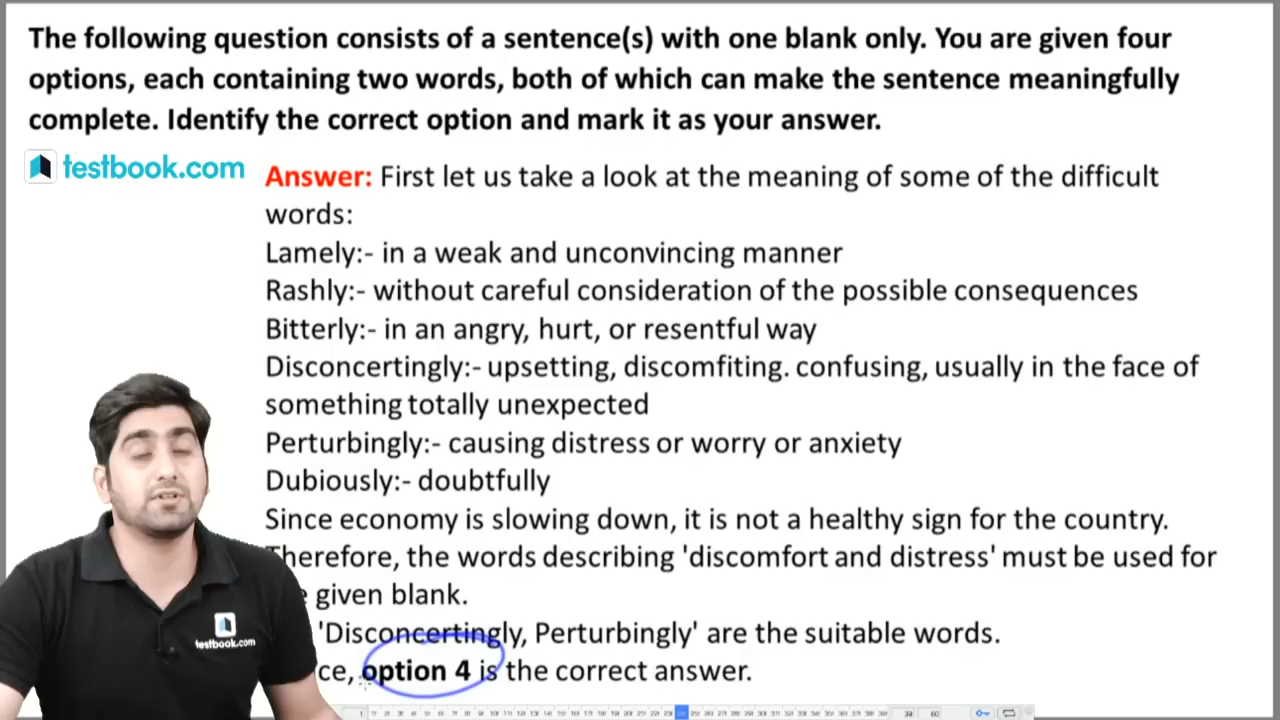 The following question consists of a sentence(s) with one blank only. You are given four
options, each containing two words, both of which can make the sentence meaningfully
complete. Identify the correct option and mark it as your answer.
testbook.com
Answer: First let us take a look at the meaning of some of the difficult
words:
Lamely:- in a weak and unconvincing manner
Rashly:- without careful consideration of the possible consequences
Bitterly:- in an angry, hurt, or resentful way
Disconcertingly:- upsetting, discomfiting. confusing, usually in the face of
something totally unexpected
Perturbingly:- causing distress or worry or anxiety
Dubiously:- doubtfully
Since economy is slowing down, it is not a healthy sign for the country.
Therefore, the words describing 'discomfort and distress' must be used for
given blank.
'Disconcertingly, Perturbingly' are the suitable words.
ce, option 4 is the correct answer.
testbook.com